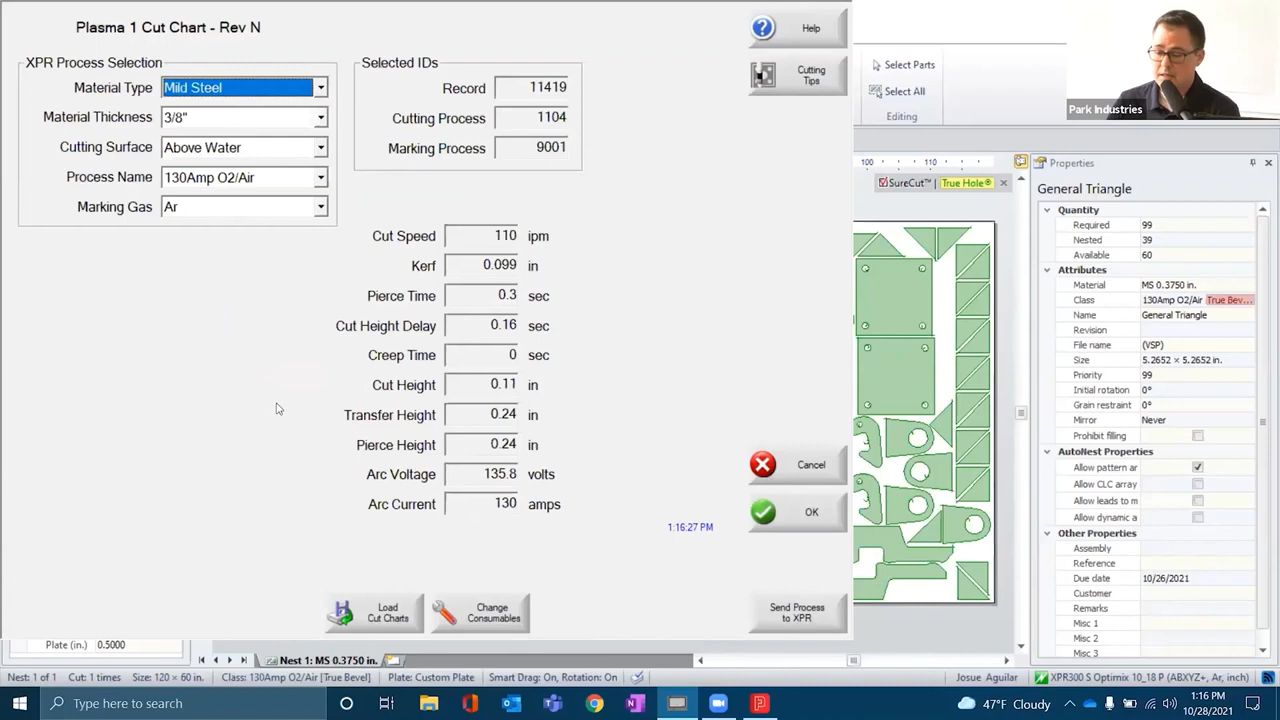 Plasma 1 Cut Chart - Rev N
XPR Process Selection
Material Type Mild Steel
Material Thickness 3/8"
Cutting Surface Above Water
Process Name 130Amp O2/Air
Marking Gas Ar
Selected IDs
Record 11419
Cutting Process 1104
Marking Process 9001
Cut Speed 110 ipm
Kerf 0.099 in
Pierce Time 0.3 sec
Cut Height Delay 0.16 sec
Creep Time 0 sec
Cut Height 0.11 in
Transfer Height 0.24 in
Pierce Height 0.24 in
Arc Voltage 135.8 volts
Arc Current 130 amps
Help
Cutting
Tips
Cancel
OK
1:16:27 PM
Load
Cut Charts
Change
Consumables
Send Process
to XPR
Select Parts
Select All
Editing
Park Industries
100 110
SureCut™ True Hole®
Properties
General Triangle
Quantity
Required 99
Nested 39
Available 60
Attributes
Material MS 0.3750 in.
Class 130Amp O2/Air True Bev...
Name General Triangle
Revision
File name (VSP)
Size 5.2652 × 5.2652 in.
Priority 99
Initial rotation 0°
Grain restraint 0°
Mirror Never
Prohibit filling
AutoNest Properties
Allow pattern ar
Allow CLC array
Allow leads to m
Allow dynamic a
Other Properties
Assembly
Reference
Due date 10/26/2021
Customer
Remarks
Misc 1
Misc 2
Misc 3
Plate (in.) 0.5000
Nest 1: MS 0.3750 in.
Nest: 1 of 1 Cut: 1 times Size: 120 × 60 in. Class: 130Amp O2/Air [True Bevel] Plate: Custom Plate Smart Drag: On, Rotation: On Josue Aguilar XPR300 S Optimix 10_18 P (ABXYZ+, Ar, inch)
Type here to search
47°F Cloudy
1:16 PM
10/28/2021